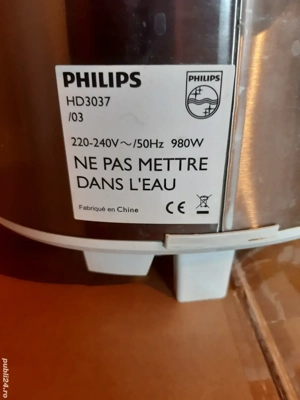 PHILIPS
HD3037
/03
220-240V~/50Hz 980W
NE PAS METTRE
DANS L'EAU
Fabriqué en Chine
CE
PHILIPS
publi24.ro